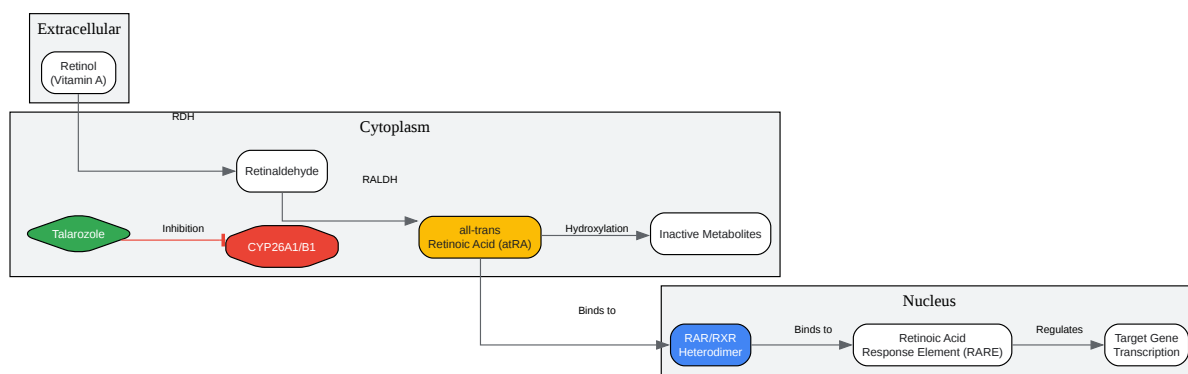 Extracellular
Retinol
(Vitamin A)
RDH
Cytoplasm
Retinaldehyde
RALDH
Talarozole
Inhibition
CYP26A1/B1
all-trans
Retinoic Acid (atRA)
Hydroxylation
Inactive Metabolites
Nucleus
Binds to
RAR/RXR
Heterodimer
Binds to
Retinoic Acid
Response Element (RARE)
Regulates
Target Gene
Transcription